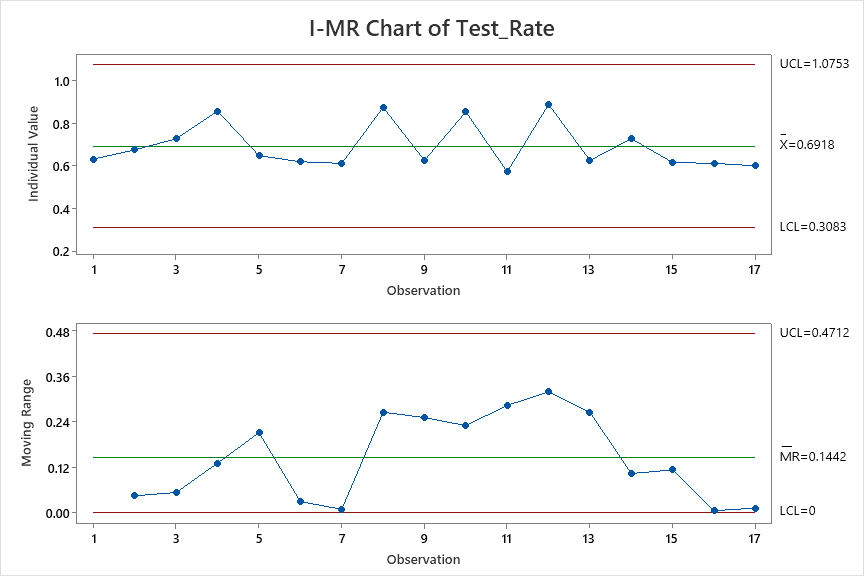 I-MR Chart of Test_Rate
UCL=1.0753
1.0
0.8
X̄=0.6918
0.6
0.4
LCL=0.3083
0.2
Individual Value
1 3 5 7 9 11 13 15 17
Observation
0.48
UCL=0.4712
0.36
0.24
M̅R̅=0.1442
0.12
0.00
LCL=0
Moving Range
1 3 5 7 9 11 13 15 17
Observation